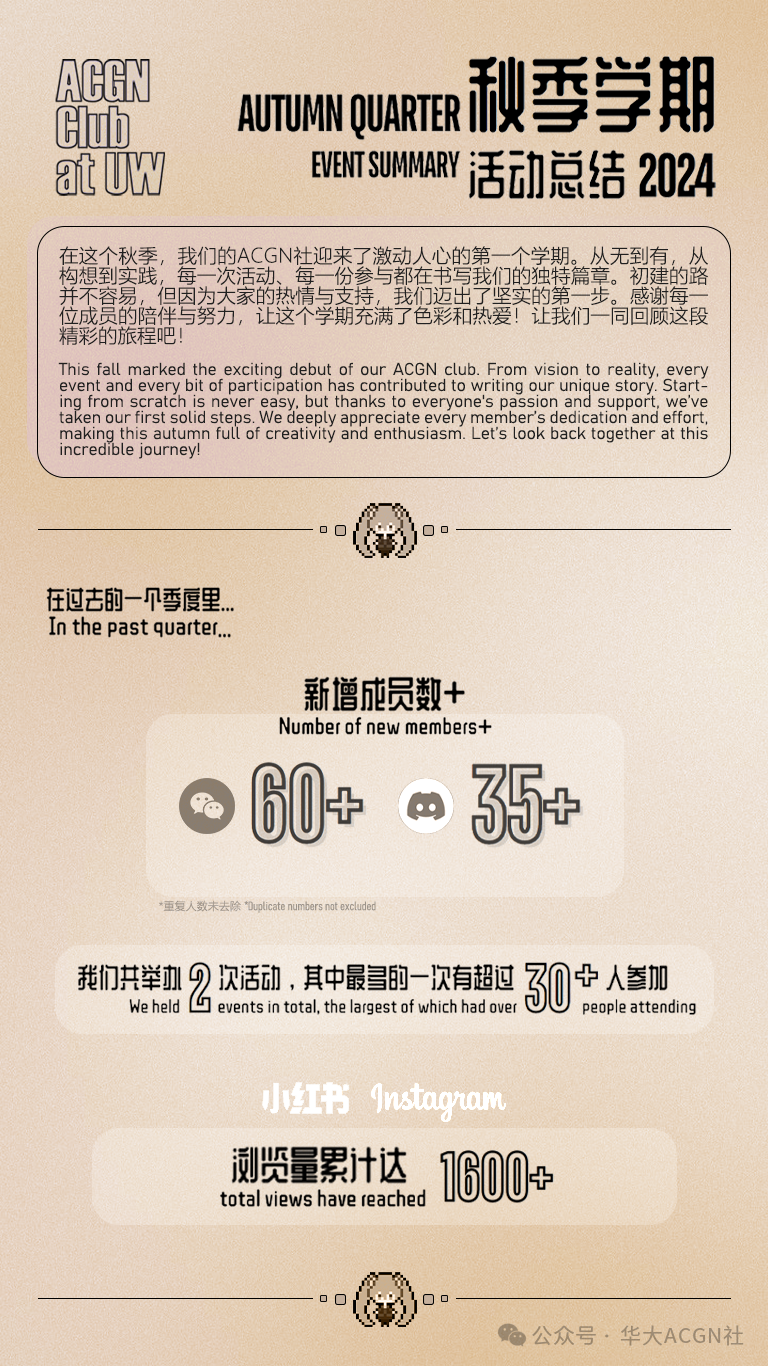 ACGN
Club
at UW
AUTUMN QUARTER 秋季学期
EVENT SUMMARY 活动总结 2024
在这个秋季，我们的ACGN社迎来了激动人心的第一个学期。从无到有，从
构想到实践，每一次活动、每一份参与都在书写我们的独特篇章。初建的路
并不容易，但因为大家的热情与支持，我们迈出了坚实的第一步。感谢每一
位成员的陪伴与努力，让这个学期充满了色彩和热爱！让我们一同回顾这段
精彩的旅程吧！
This fall marked the exciting debut of our ACGN club. From vision to reality, every
event and every bit of participation has contributed to writing our unique story. Start-
ing from scratch is never easy, but thanks to everyone's passion and support, we've
taken our first solid steps. We deeply appreciate every member's dedication and effort,
making this autumn full of creativity and enthusiasm. Let's look back together at this
incredible journey!
在过去的一个季度里...
In the past quarter...
新增成员数+
Number of new members+
60+ 35+
*重复人数未去除 *Duplicate numbers not excluded
我们共举办 2 次活动，其中最多的一次有超过 30+ 人参加
We held events in total, the largest of which had over people attending
小红书 Instagram
浏览量累计达 1600+
total views have reached
公众号 · 华大ACGN社